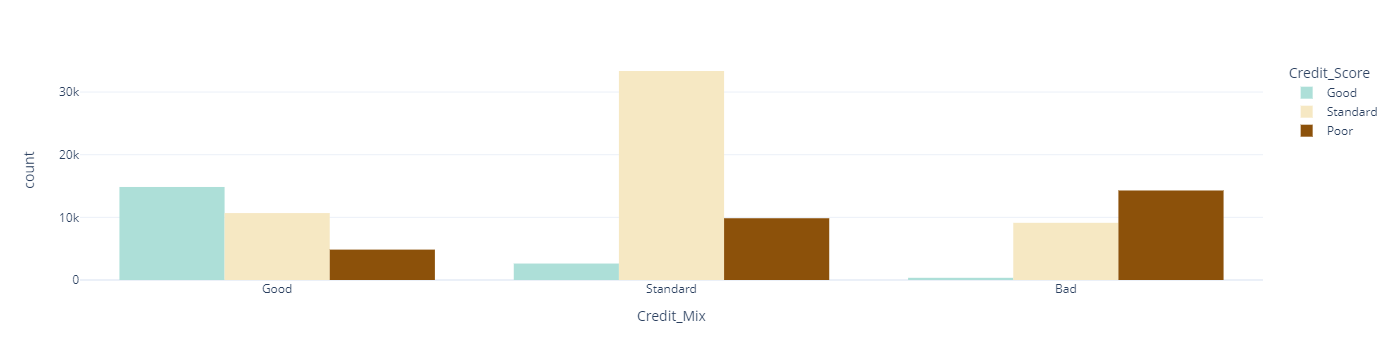 Credit_Score
Good
Standard
Poor
30k
20k
10k
0
count
Good
Standard
Bad
Credit_Mix